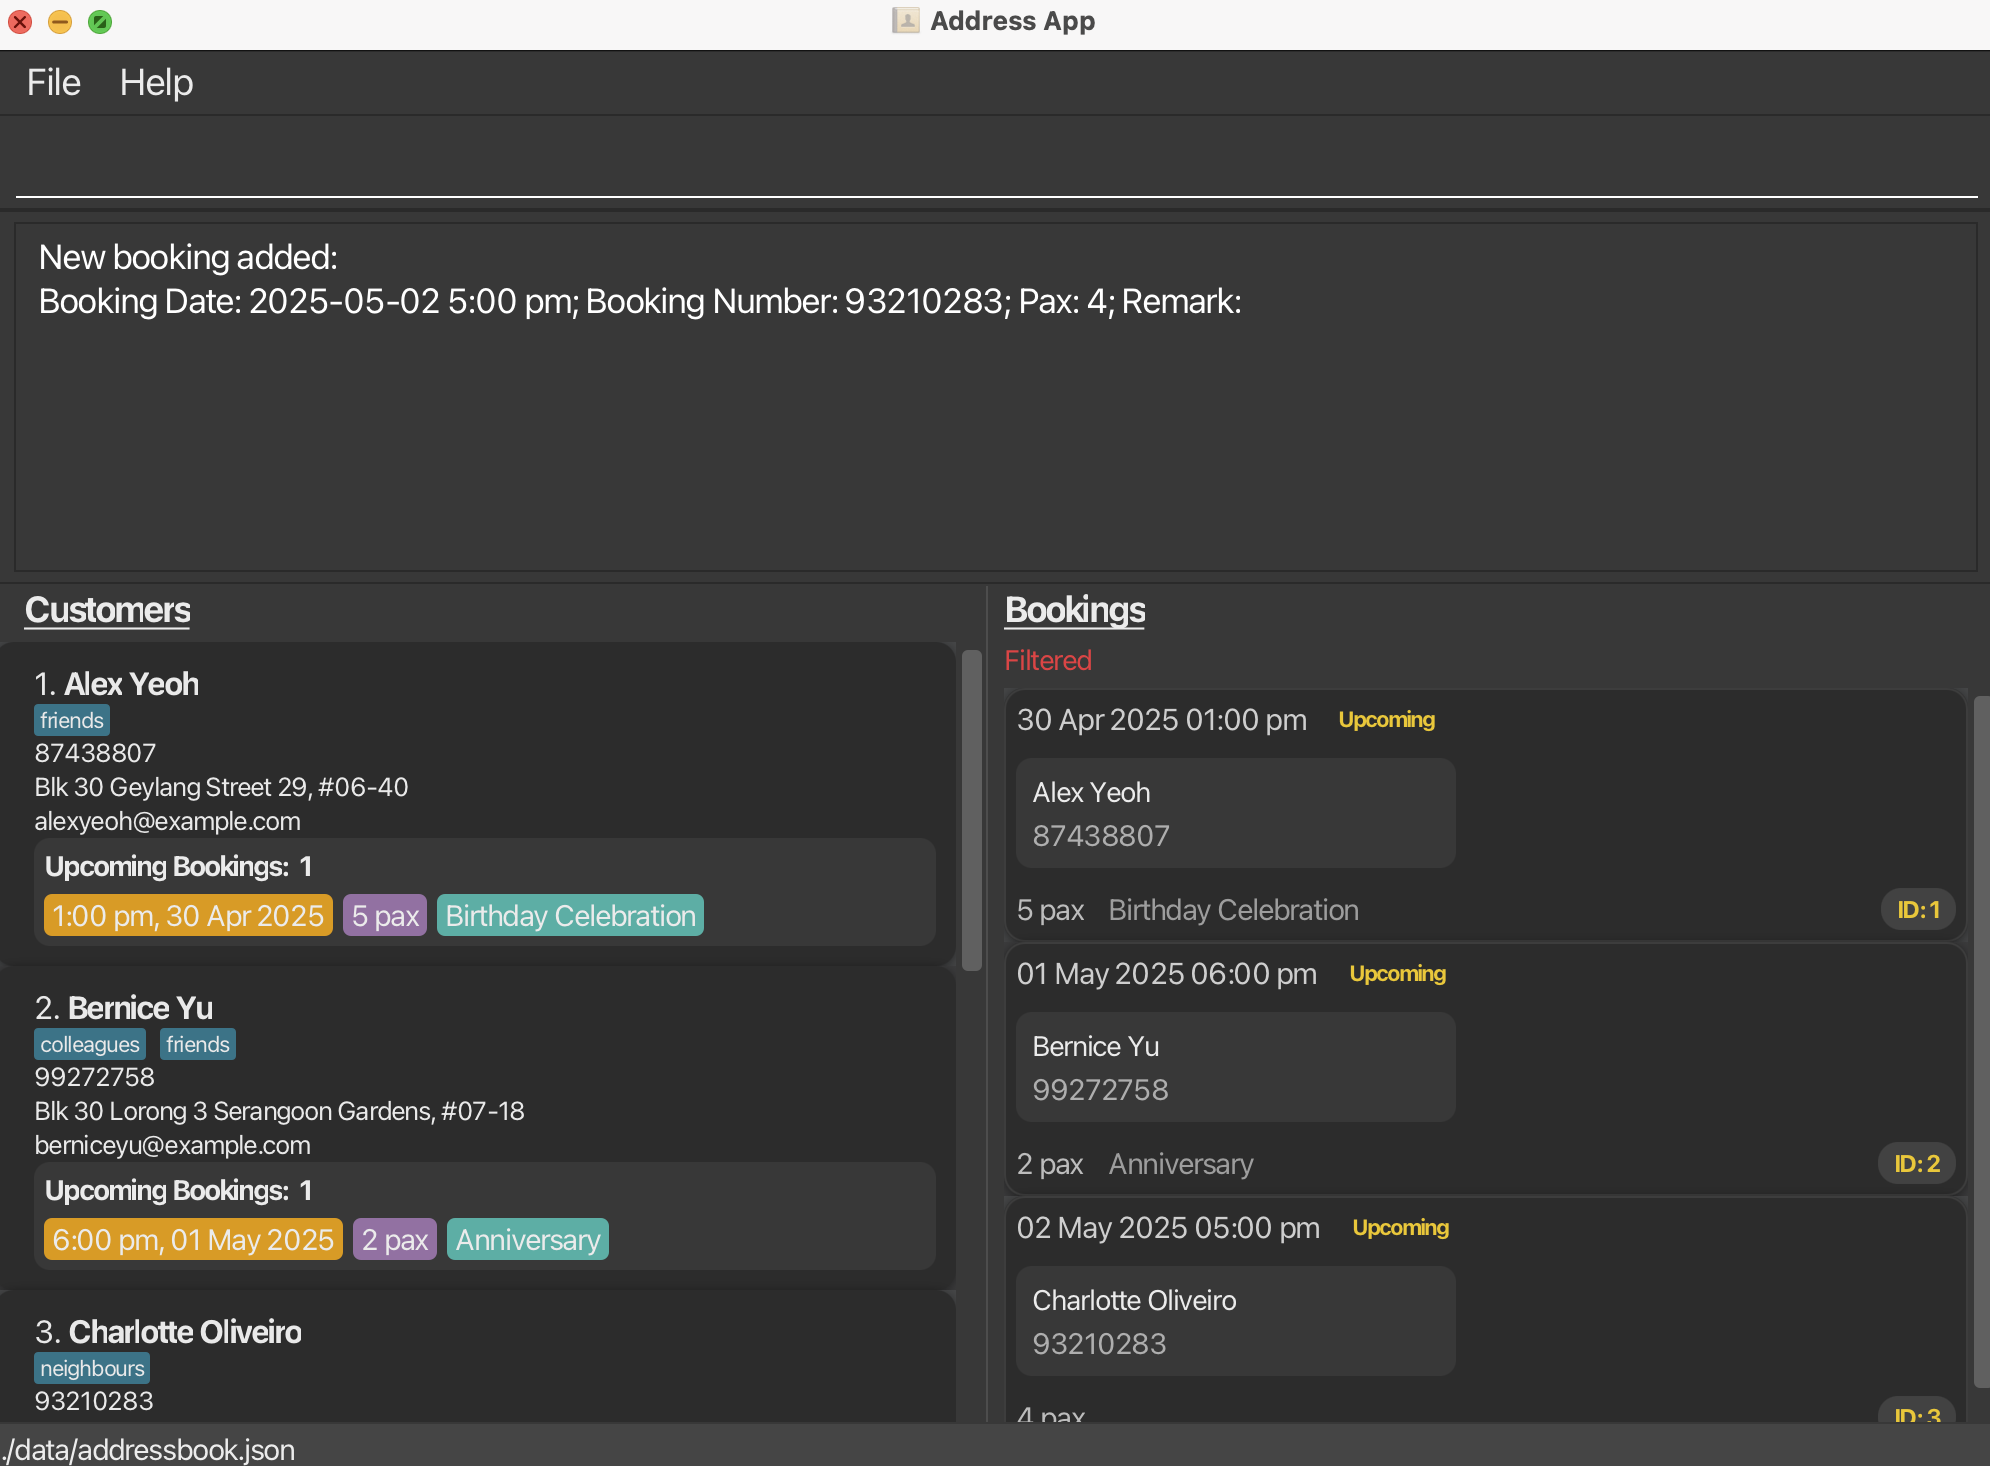 Address App
File Help
New booking added:
Booking Date: 2025-05-02 5:00 pm; Booking Number: 93210283; Pax: 4; Remark:
Customers
1. Alex Yeoh
friends
87438807
Blk 30 Geylang Street 29, #06-40
alexyeoh@example.com
Upcoming Bookings: 1
1:00 pm, 30 Apr 2025 5 pax Birthday Celebration
2. Bernice Yu
colleagues friends
99272758
Blk 30 Lorong 3 Serangoon Gardens, #07-18
berniceyu@example.com
Upcoming Bookings: 1
6:00 pm, 01 May 2025 2 pax Anniversary
3. Charlotte Oliveiro
neighbours
93210283
Bookings
Filtered
30 Apr 2025 01:00 pm Upcoming
Alex Yeoh
87438807
5 pax Birthday Celebration ID: 1
01 May 2025 06:00 pm Upcoming
Bernice Yu
99272758
2 pax Anniversary ID: 2
02 May 2025 05:00 pm Upcoming
Charlotte Oliveiro
93210283
4 pax ID: 3
./data/addressbook.json